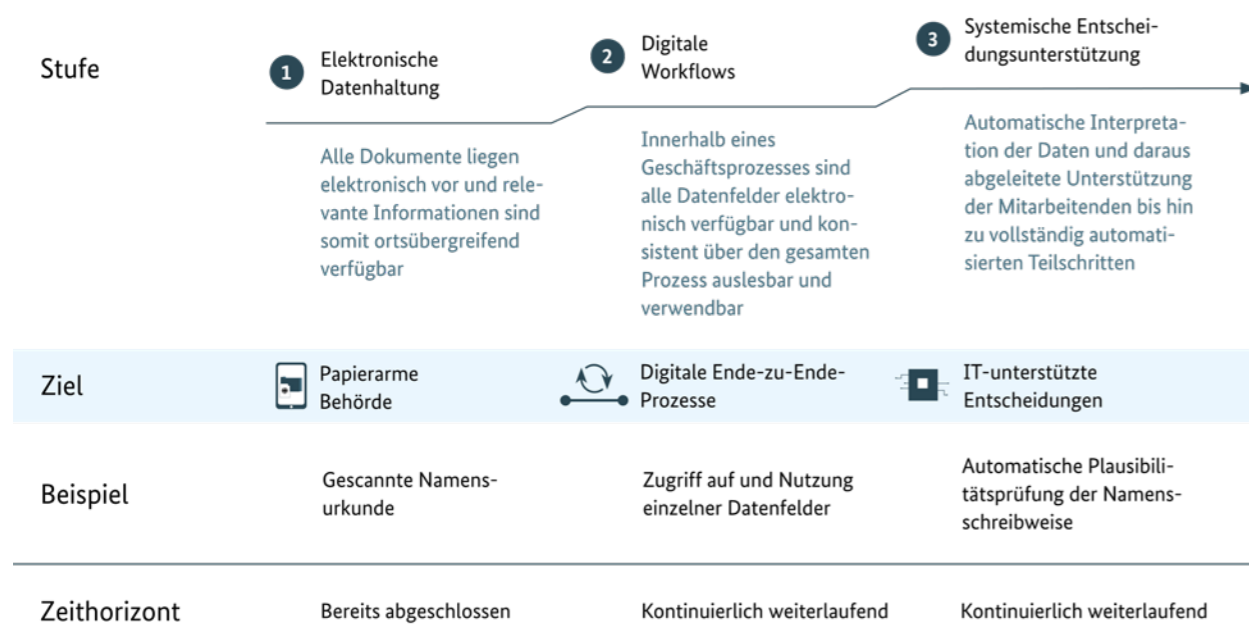 Stufe
1
Elektronische
Datenhaltung
2
Digitale
Workflows
3
Systemische Entschei-
dungsunterstützung
Alle Dokumente liegen
elektronisch vor und rele-
vante Informationen sind
somit ortsübergreifend
verfügbar
Innerhalb eines
Geschäftsprozesses sind
alle Datenfelder elektro-
nisch verfügbar und kon-
sistent über den gesamten
Prozess auslesbar und
verwendbar
Automatische Interpreta-
tion der Daten und daraus
abgeleitete Unterstützung
der Mitarbeitenden bis hin
zu vollständig automati-
sierten Teilschritten
Ziel
Papierarme
Behörde
Digitale Ende-zu-Ende-
Prozesse
IT-unterstützte
Entscheidungen
Beispiel
Gescannte Namens-
urkunde
Zugriff auf und Nutzung
einzelner Datenfelder
Automatische Plausibili-
tätsprüfung der Namens-
schreibweise
Zeithorizont
Bereits abgeschlossen
Kontinuierlich weiterlaufend
Kontinuierlich weiterlaufend